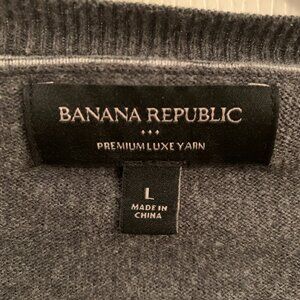 BANANA REPUBLIC
PREMIUM LUXE YARN
L
MADE IN
CHINA